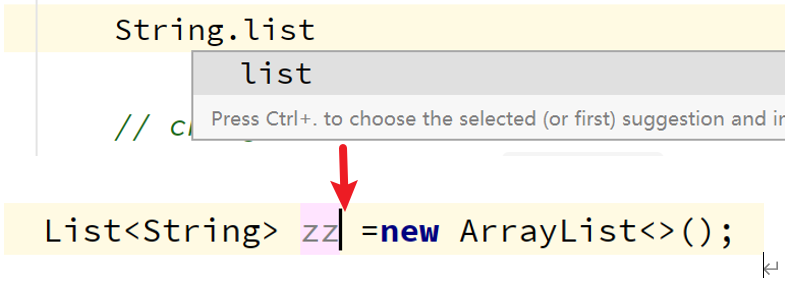 String.list
list
Press Ctrl+. to choose the selected (or first) suggestion and
// c
List<String> zz =new ArrayList<>();